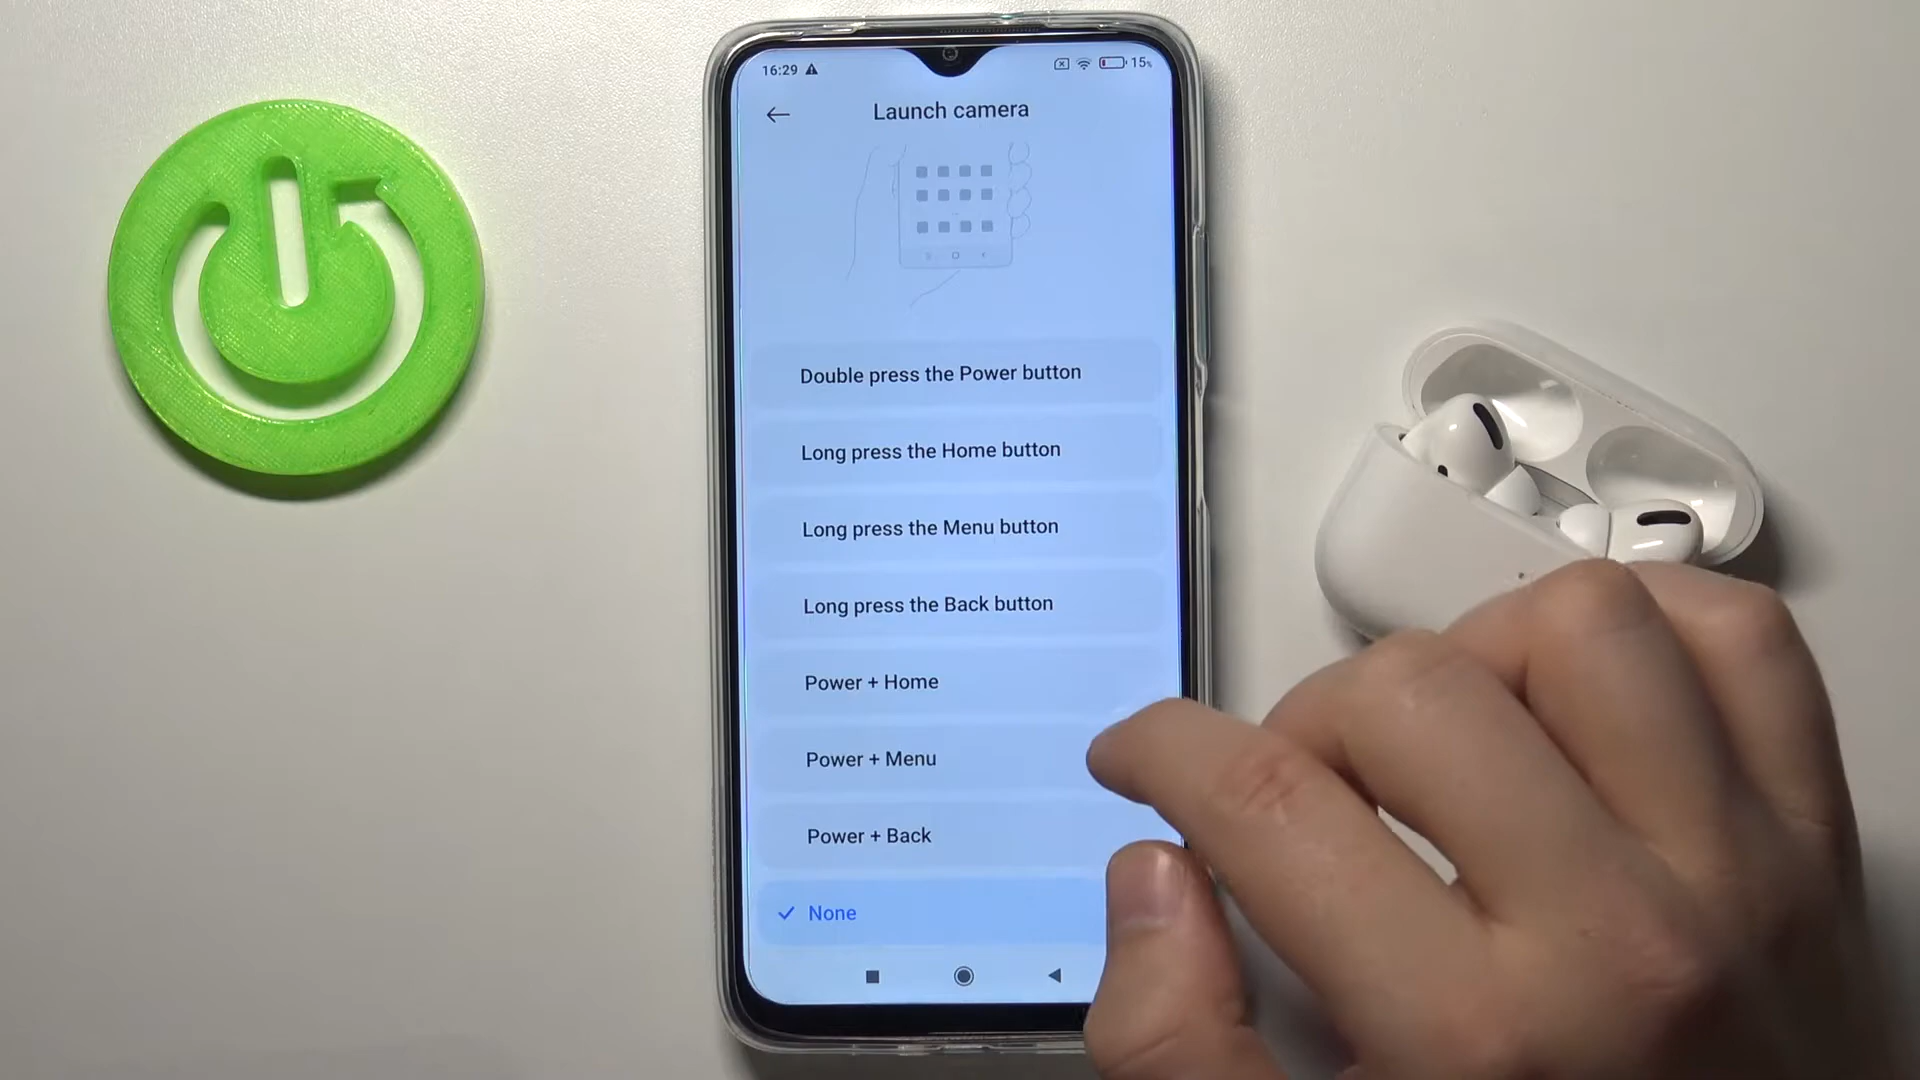 16:29 15%
Launch camera
Double press the Power button
Long press the Home button
Long press the Menu button
Long press the Back button
Power + Home
Power + Menu
Power + Back
None